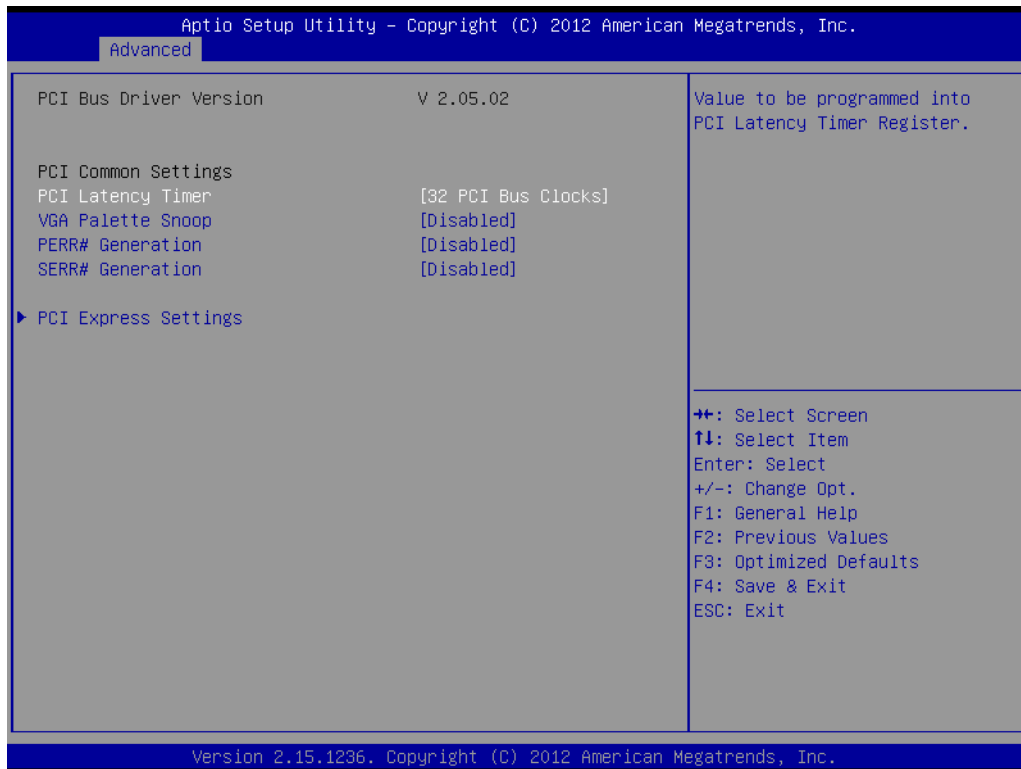 Aptio Setup Utility – Copyright (C) 2012 American Megatrends, Inc.
Advanced
PCI Bus Driver Version V 2.05.02
PCI Common Settings
PCI Latency Timer [32 PCI Bus Clocks]
VGA Palette Snoop [Disabled]
PERR# Generation [Disabled]
SERR# Generation [Disabled]
► PCI Express Settings
Value to be programmed into
PCI Latency Timer Register.
→←: Select Screen
↑↓: Select Item
Enter: Select
+/-: Change Opt.
F1: General Help
F2: Previous Values
F3: Optimized Defaults
F4: Save & Exit
ESC: Exit
Version 2.15.1236. Copyright (C) 2012 American Megatrends, Inc.